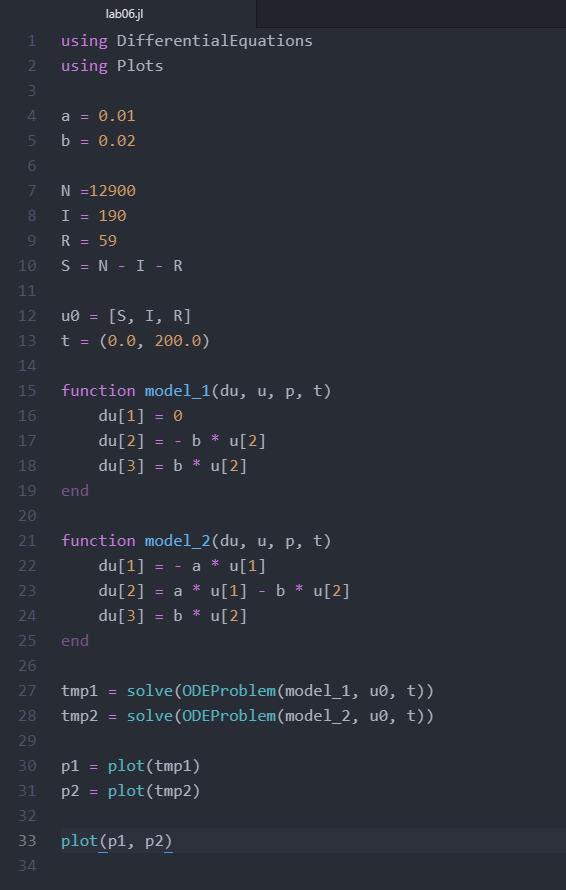 lab06.jl
1 using DifferentialEquations
2 using Plots
3
4 a = 0.01
5 b = 0.02
6
7 N =12900
8 I = 190
9 R = 59
10 S = N - I - R
11
12 u0 = [S, I, R]
13 t = (0.0, 200.0)
14
15 function model_1(du, u, p, t)
16     du[1] = 0
17     du[2] = - b * u[2]
18     du[3] = b * u[2]
19 end
20
21 function model_2(du, u, p, t)
22     du[1] = - a * u[1]
23     du[2] = a * u[1] - b * u[2]
24     du[3] = b * u[2]
25 end
26
27 tmp1 = solve(ODEProblem(model_1, u0, t))
28 tmp2 = solve(ODEProblem(model_2, u0, t))
29
30 p1 = plot(tmp1)
31 p2 = plot(tmp2)
32
33 plot(p1, p2)
34